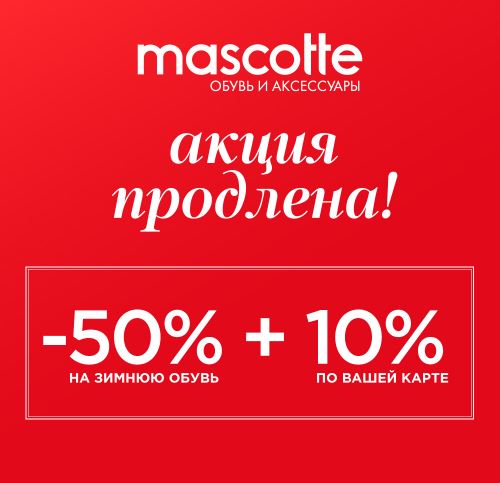 mascotte
ОБУВЬ И АКСЕССУАРЫ
акция
продлена!
-50% + 10%
НА ЗИМНЮЮ ОБУВЬ ПО ВАШЕЙ КАРТЕ